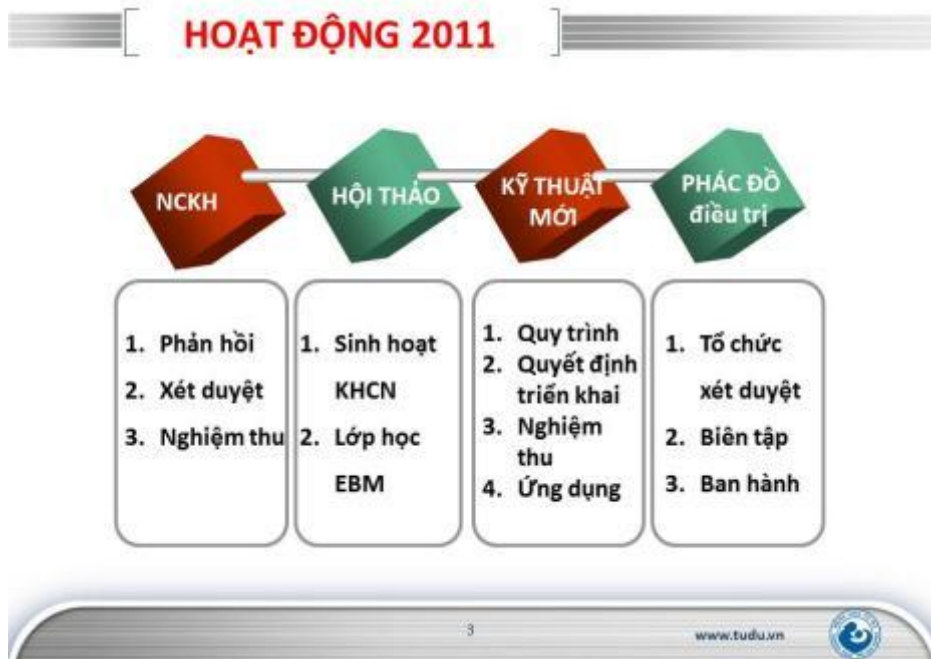 HOẠT ĐỘNG 2011
NCKH
HỘI THẢO
KỸ THUẬT
MỚI
PHÁC ĐỒ
điều trị
1. Phản hồi
2. Xét duyệt
3. Nghiệm thu
1. Sinh hoạt
KHCN
2. Lớp học
EBM
1. Quy trình
2. Quyết định
triển khai
3. Nghiệm
thu
4. Ứng dụng
1. Tổ chức
xét duyệt
2. Biên tập
3. Ban hành
3
www.tudu.vn